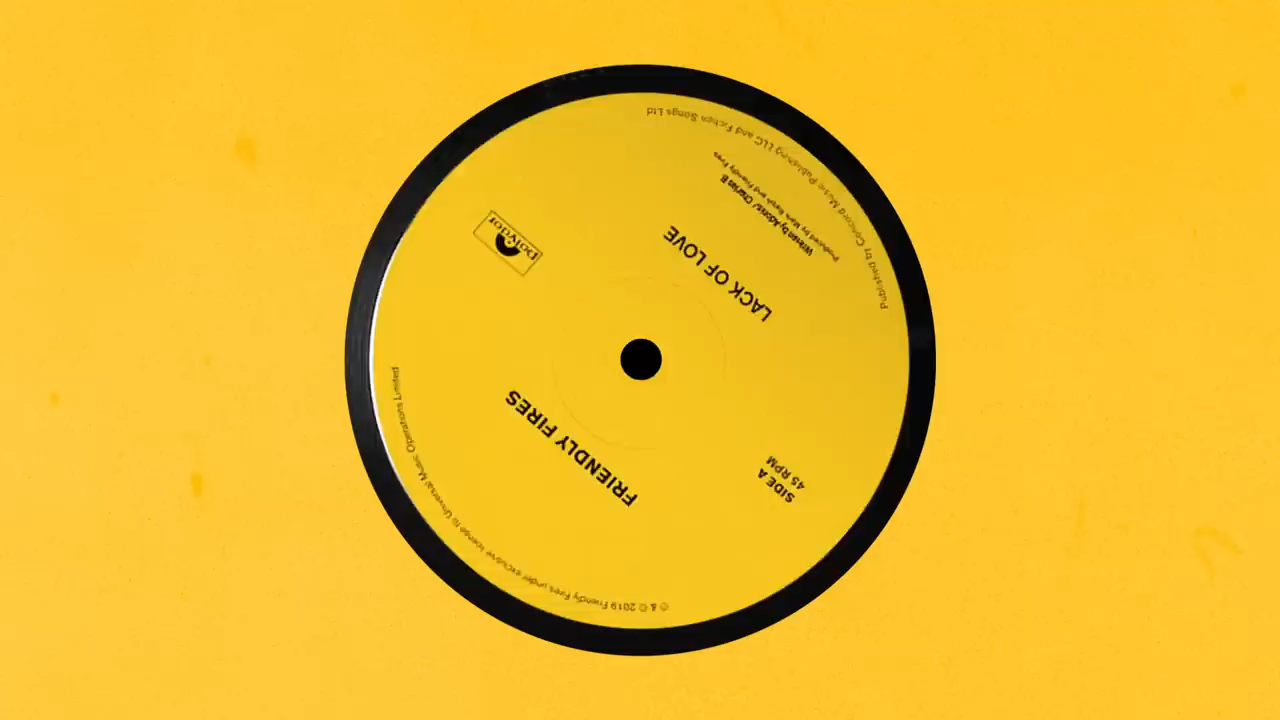 FRIENDLY FIRES
SIDE A
45 RPM
polydor
LACK OF LOVE
Written by Adonis/ Charles B
Produced by Mark Ralph and Friendly Fires
Published by Concord Music Publishing LLC and Fiction Songs Ltd
℗ & © 2019 Friendly Fires under exclusive license to Universal Music Operations Limited